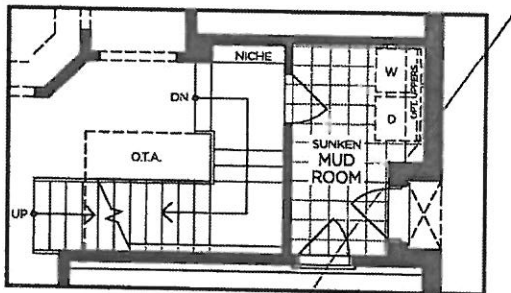 NICHE
W
DN
OPT. UPPERS
D
O.T.A.
SUNKEN
MUD
ROOM
UP